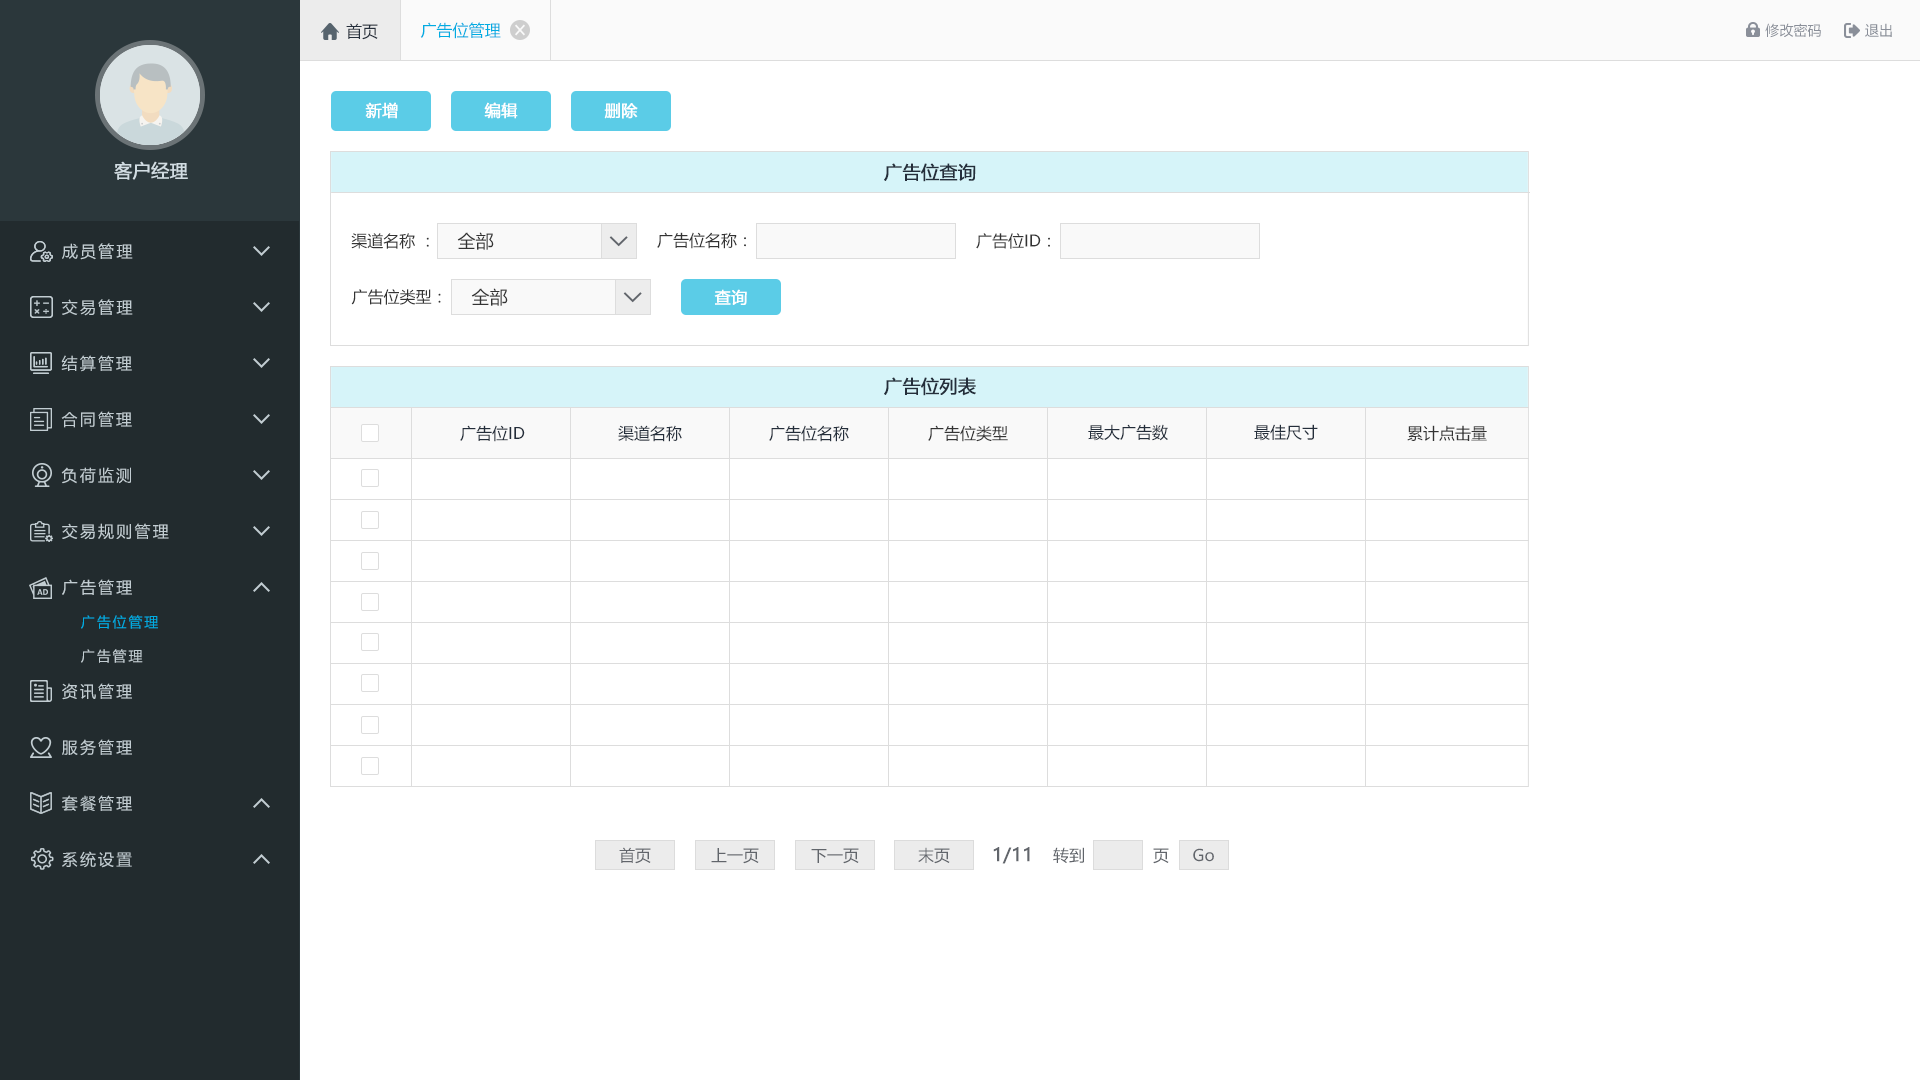 首页
广告位管理
修改密码
退出
客户经理
成员管理
交易管理
结算管理
合同管理
负荷监测
交易规则管理
AD
广告管理
广告位管理
广告管理
资讯管理
服务管理
套餐管理
系统设置
新增
编辑
删除
广告位查询
渠道名称 : 全部
广告位名称 :
广告位ID :
广告位类型 : 全部
查询
广告位列表
广告位ID 渠道名称 广告位名称 广告位类型 最大广告数 最佳尺寸 累计点击量
首页 上一页 下一页 末页 1/11 转到 页 Go